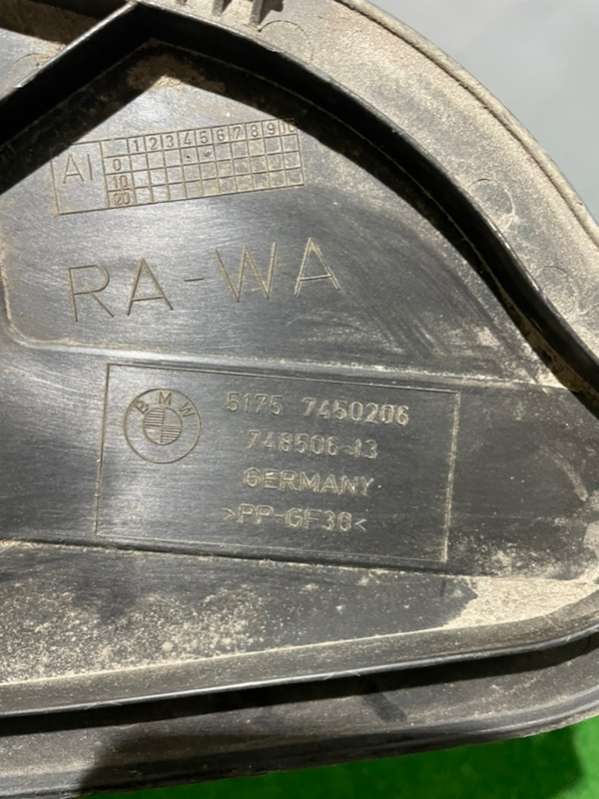 1 2 3 4 5 6 7 8 9 10
AI 0
10
20
RA-WA
BMW
5175 7450206
748506-13
GERMANY
>PP-GF30<